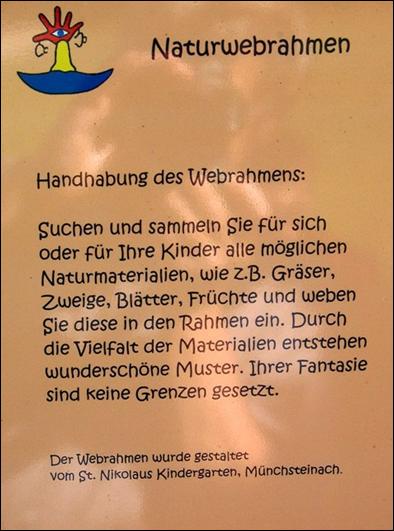 Naturwebrahmen
Handhabung des Webrahmens:
Suchen und sammeln Sie für sich
oder für Ihre Kinder alle möglichen
Naturmaterialien, wie z.B. Gräser,
Zweige, Blätter, Früchte und weben
Sie diese in den Rahmen ein. Durch
die Vielfalt der Materialien entstehen
wunderschöne Muster. Ihrer Fantasie
sind keine Grenzen gesetzt.
Der Webrahmen wurde gestaltet
vom St. Nikolaus Kindergarten, Münchsteinach.